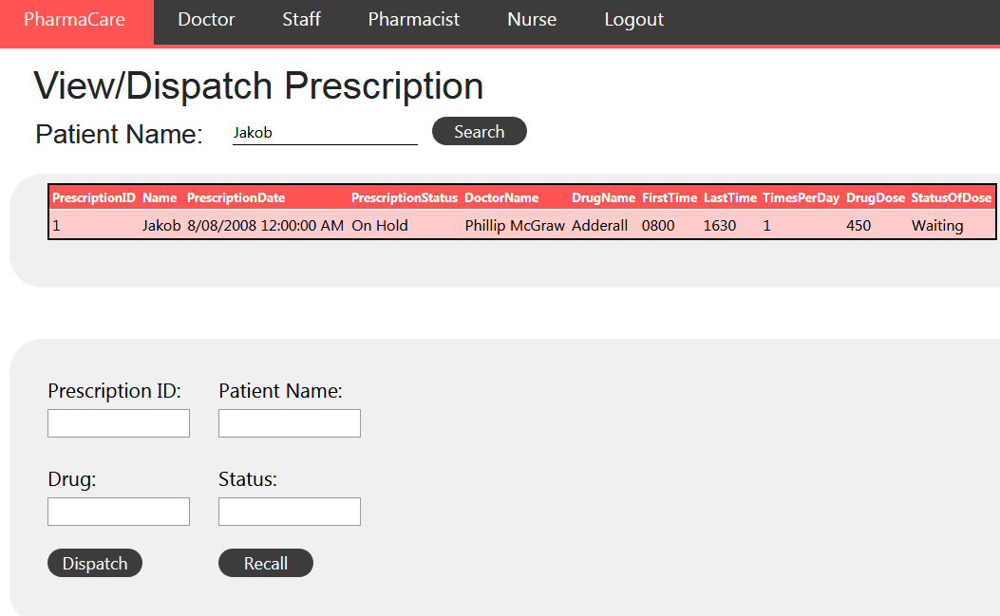 PharmaCare Doctor Staff Pharmacist Nurse Logout
View/Dispatch Prescription
Patient Name: Jakob Search
PrescriptionID Name PrescriptionDate PrescriptionStatus DoctorName DrugName FirstTime LastTime TimesPerDay DrugDose StatusOfDose
1 Jakob 8/08/2008 12:00:00 AM On Hold Phillip McGraw Adderall 0800 1630 1 450 Waiting
Prescription ID: Patient Name:
Drug: Status:
Dispatch Recall